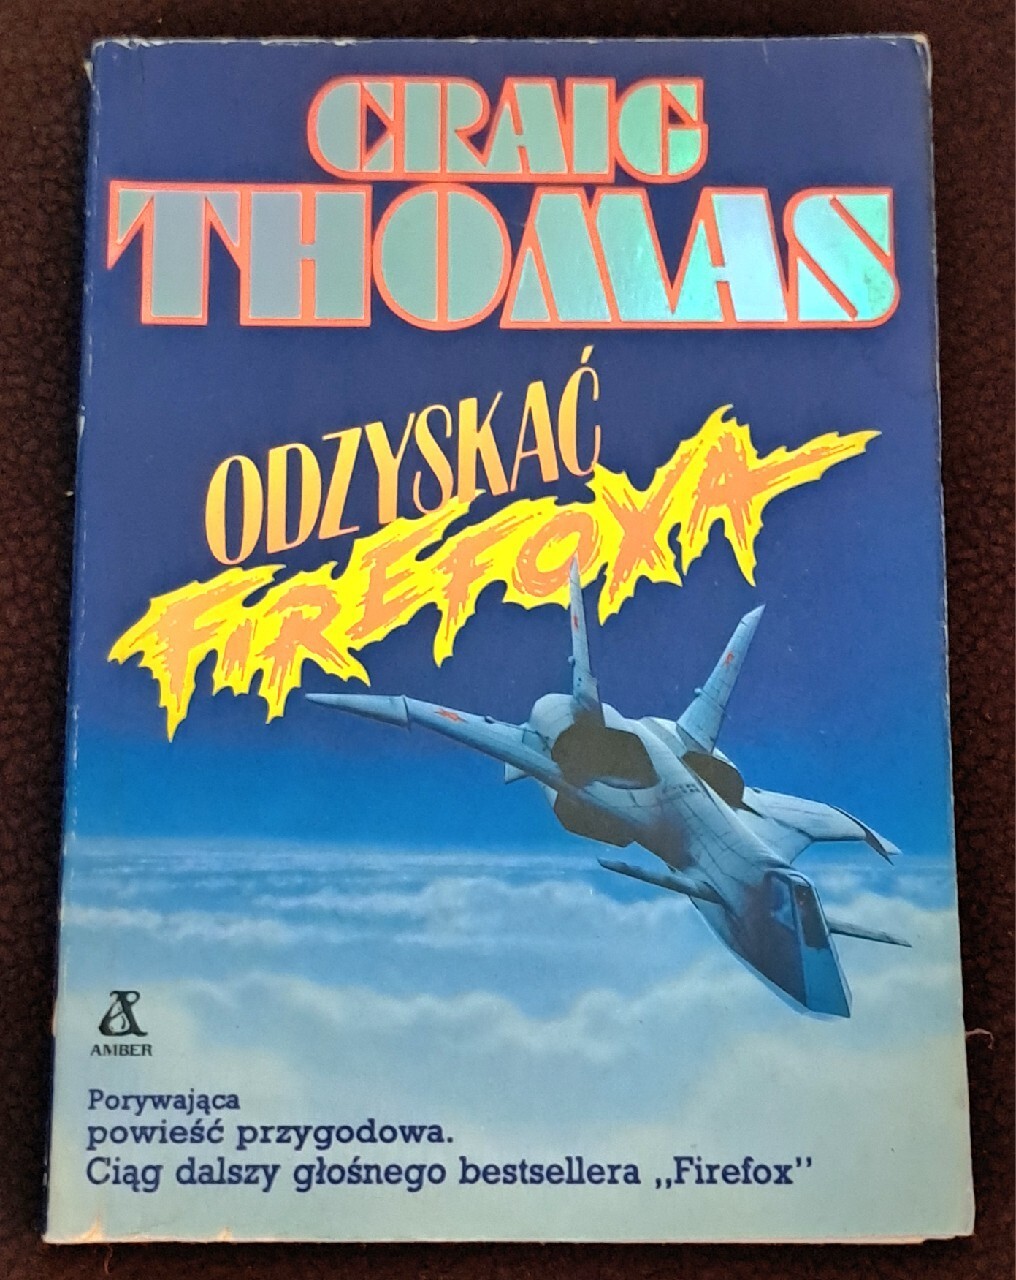 CRAIG
THOMAS
ODZYSKAĆ
FIREFOXA
AMBER
Porywająca
powieść przygodowa.
Ciąg dalszy głośnego bestsellera „Firefox”